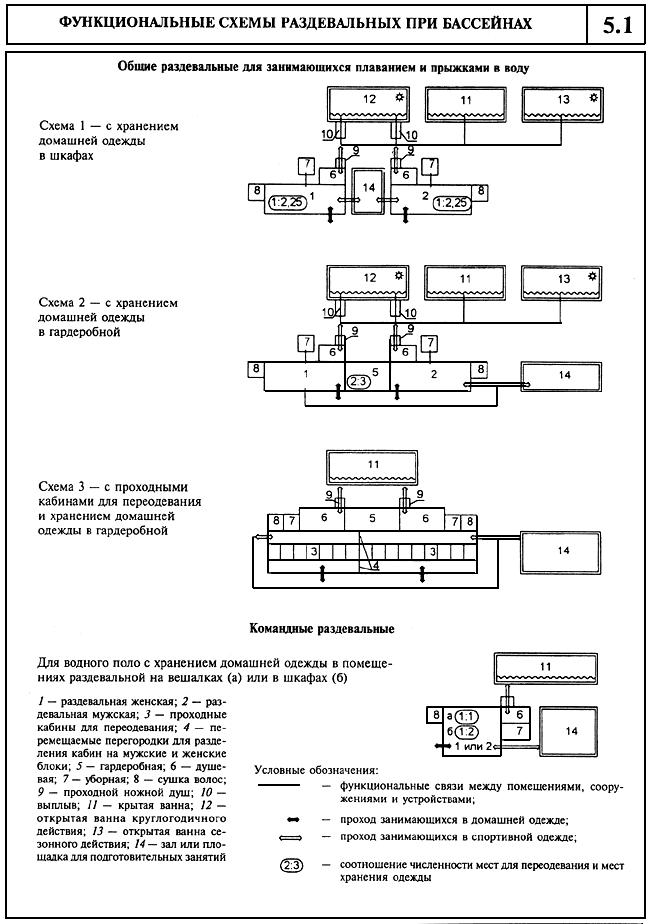 ФУНКЦИОНАЛЬНЫЕ СХЕМЫ РАЗДЕВАЛЬНЫХ ПРИ БАССЕЙНАХ
5.1
Общие раздевальные для занимающихся плаванием и прыжками в воду
Схема 1 — с хранением
домашней одежды
в шкафах
12
11
13
10
10
9
9
7
6
6
7
8
1
14
2
8
1:2,25
1:2,25
Схема 2 — с хранением
домашней одежды
в гардеробной
12
11
13
10
10
9
9
7
6
6
7
8
1
5
2
8
14
2:3
Схема 3 — с проходными
кабинами для переодевания
и хранением домашней
одежды в гардеробной
11
9
9
8
7
6
5
6
7
8
3
3
14
4
Командные раздевальные
Для водного поло с хранением домашней одежды в помеще-
ниях раздевальной на вешалках (а) или в шкафах (б)
11
8
а 1:1
6
б 1:2
7
14
1 или 2
1 — раздевальная женская; 2 — раз-
девальная мужская; 3 — проходные
кабины для переодевания; 4 — пе-
ремещаемые перегородки для разде-
ления кабин на мужские и женские
блоки; 5 — гардеробная; 6 — душе-
вая; 7 — уборная; 8 — сушка волос;
9 — проходной ножной душ; 10 —
выплыв; 11 — крытая ванна; 12 —
открытая ванна круглогодичного
действия; 13 — открытая ванна се-
зонного действия; 14 — зал или пло-
щадка для подготовительных занятий
Условные обозначения:
— функциональные связи между помещениями, соору-
жениями и устройствами;
— проход занимающихся в домашней одежде;
— проход занимающихся в спортивной одежде;
2:3 — соотношение численности мест для переодевания и мест
хранения одежды